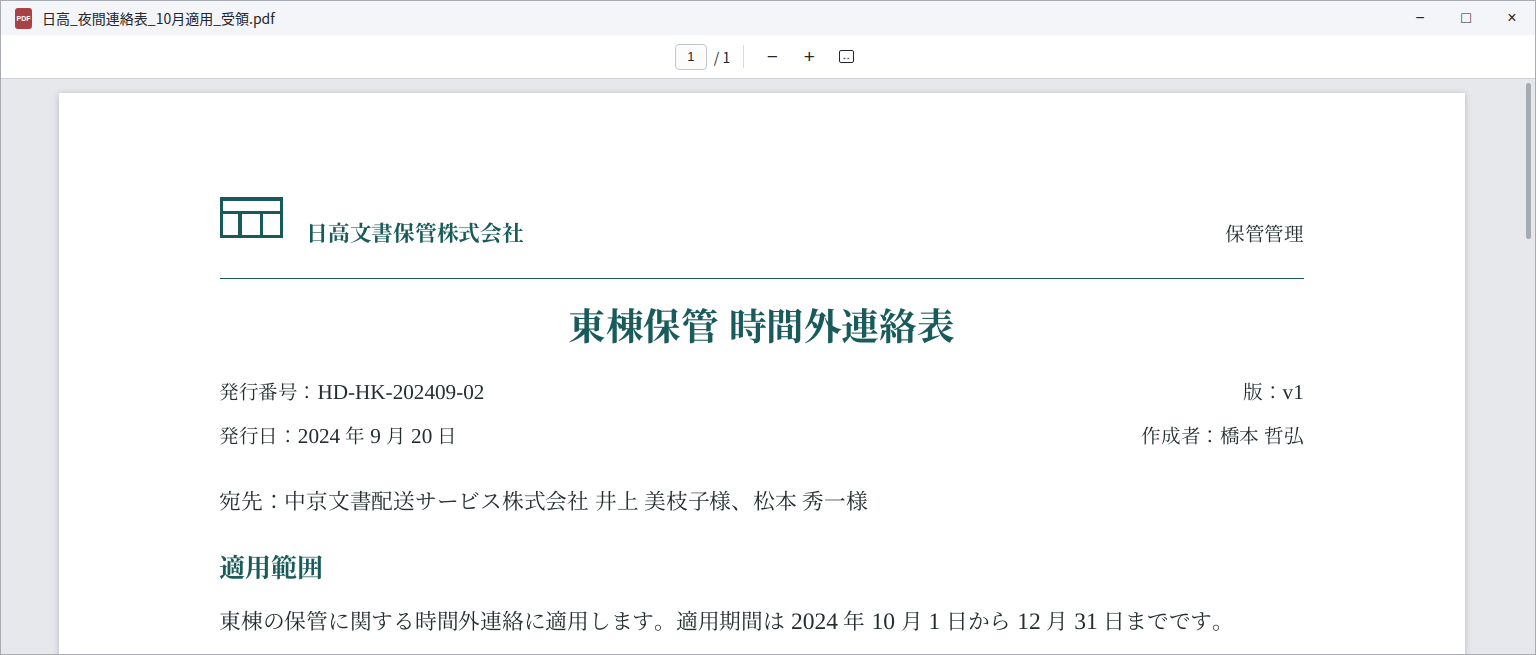 日高_夜間連絡表_10月適用_受領.pdf
1 / 1
日高文書保管株式会社
保管管理
東棟保管 時間外連絡表
発行番号：HD-HK-202409-02
版：v1
発行日：2024 年 9 月 20 日
作成者：橋本 哲弘
宛先：中京文書配送サービス株式会社 井上 美枝子様、松本 秀一様
適用範囲
東棟の保管に関する時間外連絡に適用します。適用期間は 2024 年 10 月 1 日から 12 月 31 日までです。